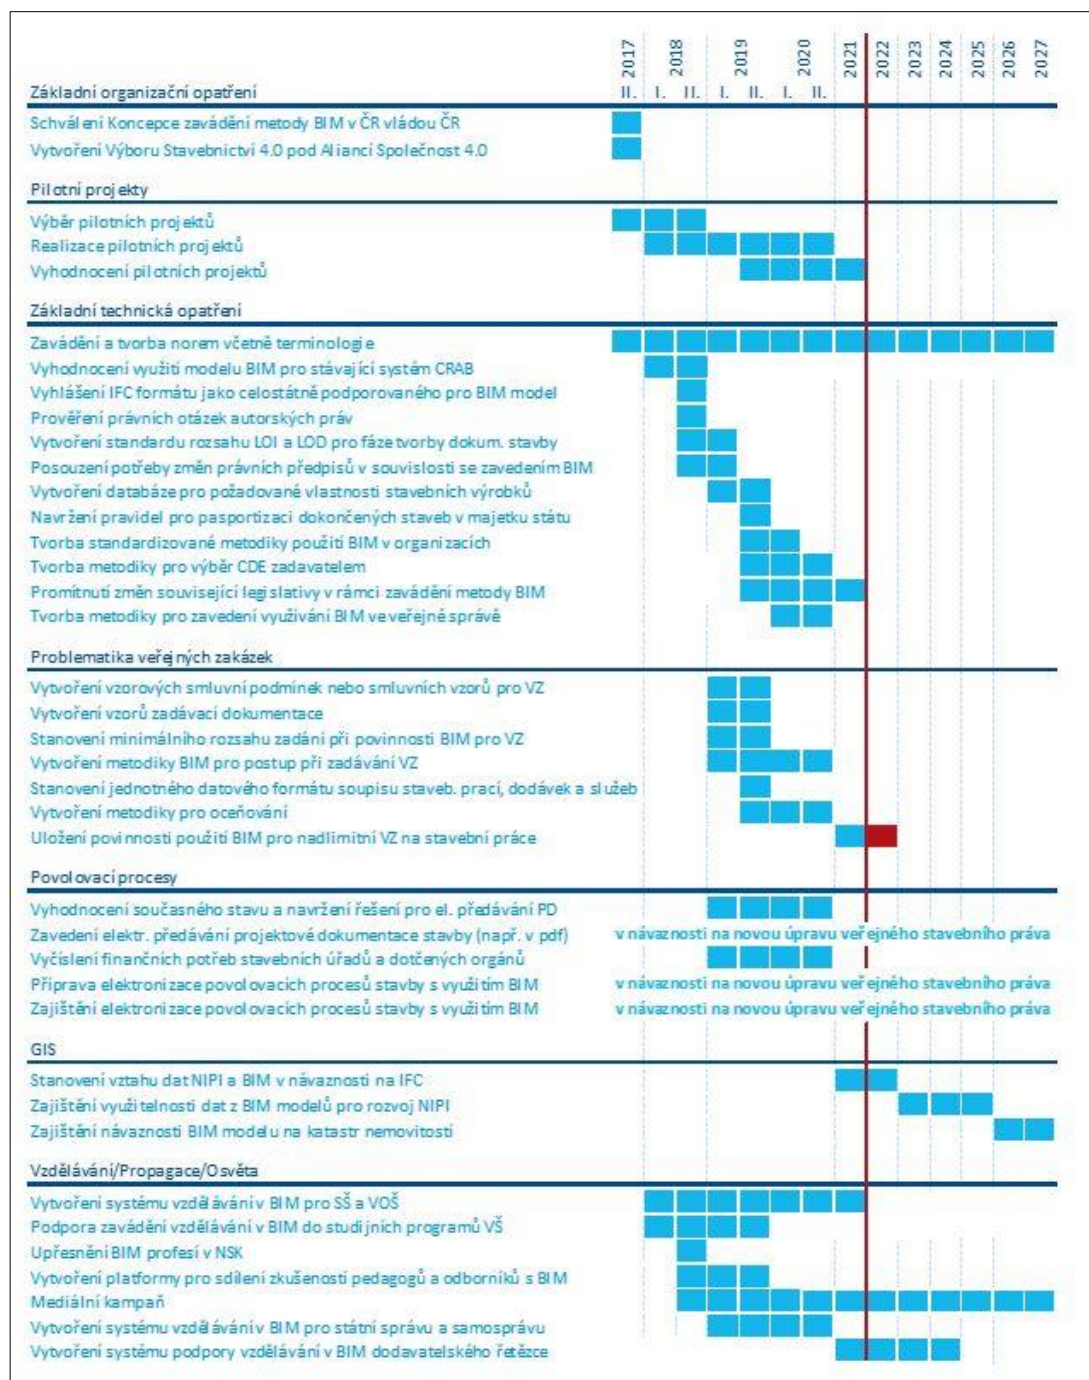 2017 2018 2019 2020 2021 2022 2023 2024 2025 2026 2027
Základní organizační opatření II. I. II. I. II. I. II.
Schválení Koncepce zavádění metody BIM v ČR vládou ČR
Vytvoření Výboru Stavebnictví 4.0 pod Aliancí Společnost 4.0
Pilotní projekty
Výběr pilotních projektů
Realizace pilotních projektů
Vyhodnocení pilotních projektů
Základní technická opatření
Zavádění a tvorba norem včetně terminologie
Vyhodnocení využití modelu BIM pro stávající systém CRAB
Vyhlášení IFC formátu jako celostátně podporovaného pro BIM model
Prověření právních otázek autorských práv
Vytvoření standardu rozsahu LOI a LOD pro fáze tvorby dokum. stavby
Posouzení potřeby změn právních předpisů v souvislosti se zavedením BIM
Vytvoření databáze pro požadované vlastnosti stavebních výrobků
Navržení pravidel pro pasportizaci dokončených staveb v majetku státu
Tvorba standardizované metodiky použití BIM v organizacích
Tvorba metodiky pro výběr CDE zadavatelem
Promítnutí změn související legislativy v rámci zavádění metody BIM
Tvorba metodiky pro zavedení využívání BIM ve veřejné správě
Problematika veřejných zakázek
Vytvoření vzorových smluvní podmínek nebo smluvních vzorů pro VZ
Vytvoření vzorů zadávací dokumentace
Stanovení minimálního rozsahu zadání při povinnosti BIM pro VZ
Vytvoření metodiky BIM pro postup při zadávání VZ
Stanovení jednotného datového formátu soupisu staveb. prací, dodávek a služeb
Vytvoření metodiky pro oceňování
Uložení povinnosti použití BIM pro nadlimitní VZ na stavební práce
Povolovací procesy
Vyhodnocení současného stavu a navržení řešení pro el. předávání PD
Zavedení elektr. předávání projektové dokumentace stavby (např. v pdf) v návaznosti na novou úpravu veřejného stavebního práva
Vyčíslení finančních potřeb stavebních úřadů a dotčených orgánů
Příprava elektronizace povolovacích procesů stavby s využitím BIM v návaznosti na novou úpravu veřejného stavebního práva
Zajištění elektronizace povolovacích procesů stavby s využitím BIM v návaznosti na novou úpravu veřejného stavebního práva
GIS
Stanovení vztahu dat NIPI a BIM v návaznosti na IFC
Zajištění využitelnosti dat z BIM modelů pro rozvoj NIPI
Zajištění návaznosti BIM modelu na katastr nemovitostí
Vzdělávání/Propagace/Osvěta
Vytvoření systému vzdělávání v BIM pro SŠ a VOŠ
Podpora zavádění vzdělávání v BIM do studijních programů VŠ
Upřesnění BIM profesí v NSK
Vytvoření platformy pro sdílení zkušeností pedagogů a odborníků s BIM
Mediální kampaň
Vytvoření systému vzdělávání v BIM pro státní správu a samosprávu
Vytvoření systému podpory vzdělávání v BIM dodavatelského řetězce